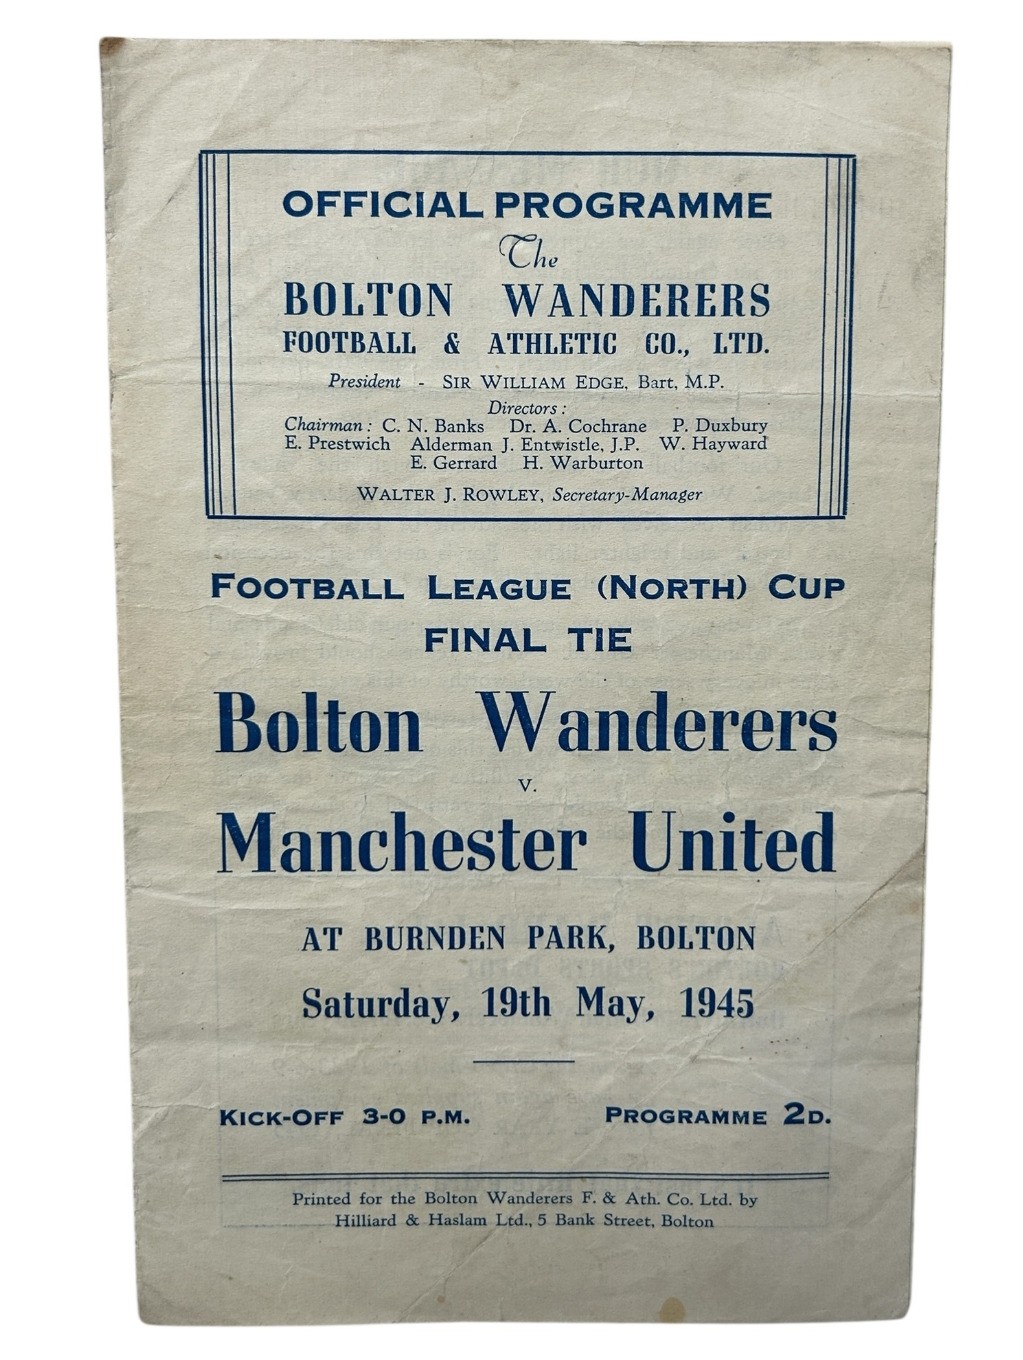 OFFICIAL PROGRAMME
The
BOLTON WANDERERS
FOOTBALL & ATHLETIC CO., LTD.
President - SIR WILLIAM EDGE, Bart, M.P.
Directors :
Chairman : C. N. Banks Dr. A. Cochrane P. Duxbury
E. Prestwich Alderman J. Entwistle, J.P. W. Hayward
E. Gerrard H. Warburton
WALTER J. ROWLEY, Secretary-Manager
FOOTBALL LEAGUE (NORTH) CUP
FINAL TIE
Bolton Wanderers
v.
Manchester United
AT BURNDEN PARK, BOLTON
Saturday, 19th May, 1945
KICK-OFF 3-0 P.M. PROGRAMME 2D.
Printed for the Bolton Wanderers F. & Ath. Co. Ltd. by
Hilliard & Haslam Ltd., 5 Bank Street, Bolton